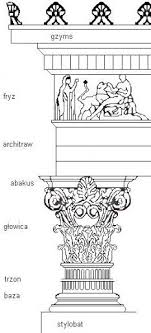 gzyms
fryz
architraw
abakus
głowica
trzon
baza
stylobat